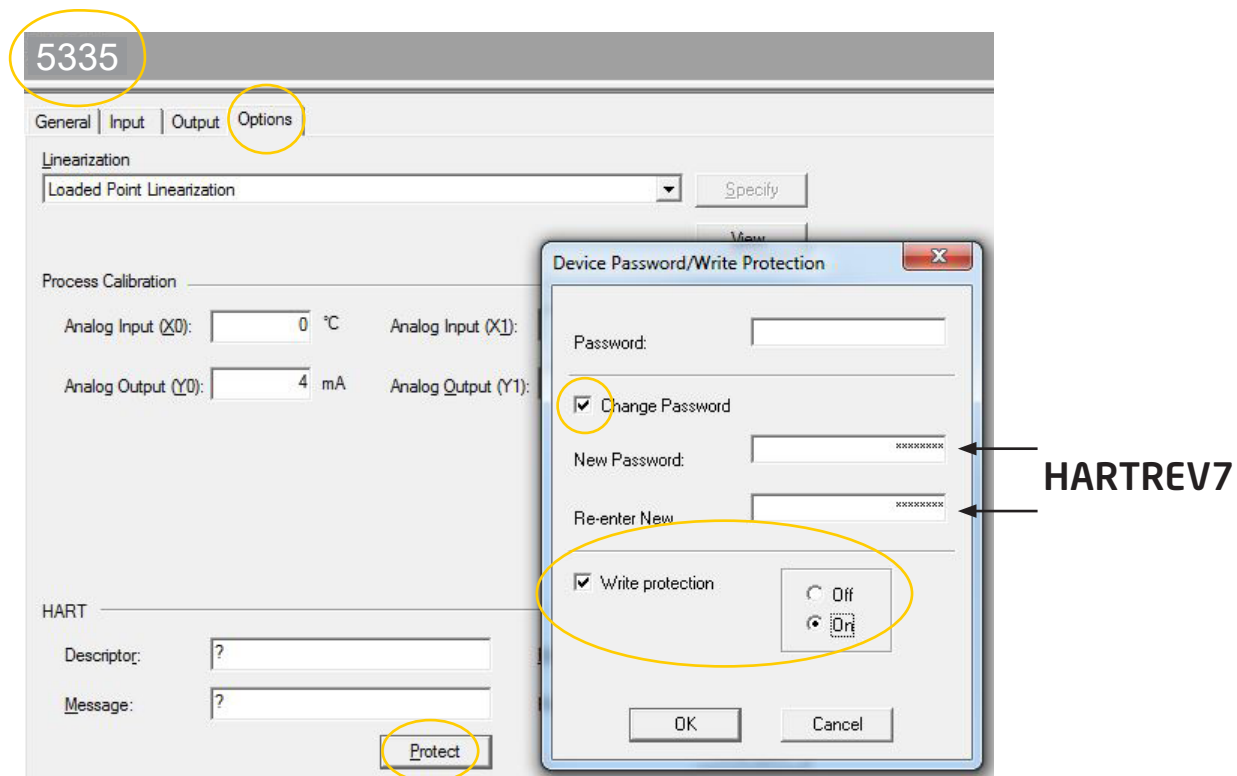 5335
General Input Output Options
Linearization
Loaded Point Linearization Specify
View
Process Calibration
Analog Input (X0): 0 °C Analog Input (X1):
Analog Output (Y0): 4 mA Analog Output (Y1):
HART
Descriptor: ?
Message: ?
Protect
Device Password/Write Protection
Password:
Change Password
New Password: ********
Re-enter New ********
Write protection
Off
On
OK Cancel
HARTREV7